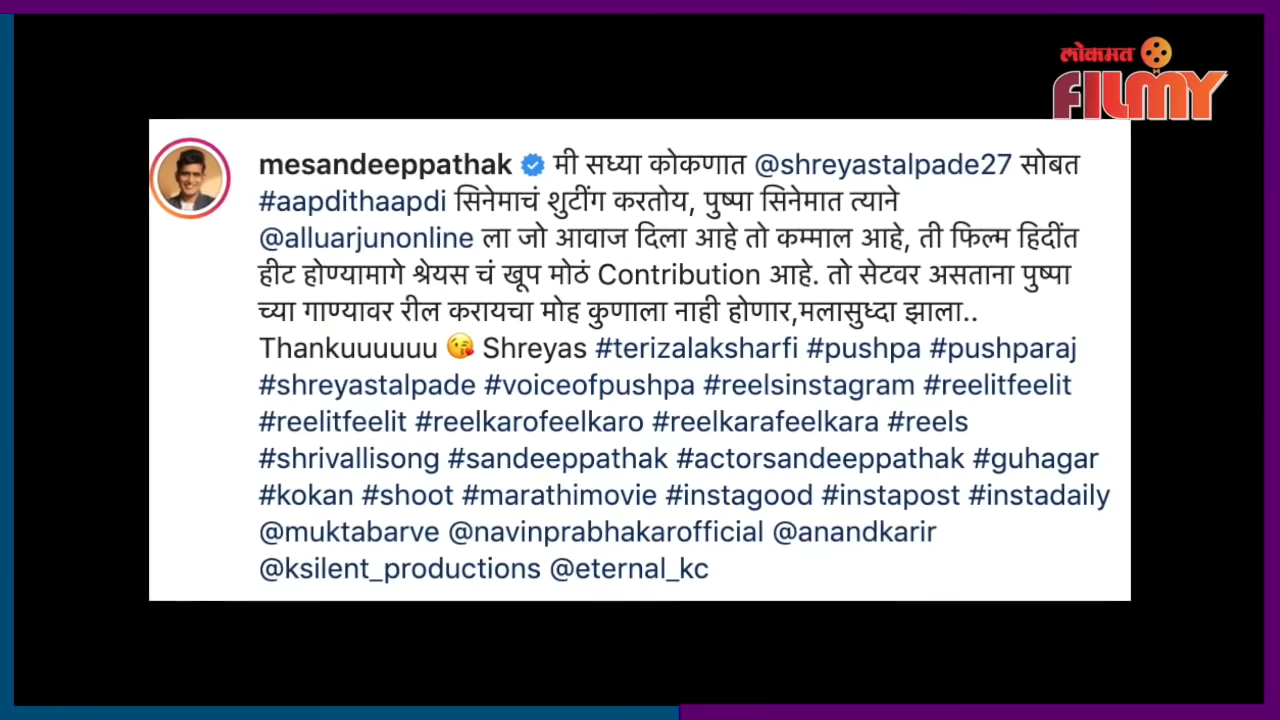 लोकमत
FILMY
mesandeeppathak मी सध्या कोकणात @shreyastalpade27 सोबत
#aapdithaapdi सिनेमाचं शुटींग करतोय, पुष्पा सिनेमात त्याने
@alluarjunonline ला जो आवाज दिला आहे तो कम्माल आहे, ती फिल्म हिदींत
हीट होण्यामागे श्रेयस चं खूप मोठं Contribution आहे. तो सेटवर असताना पुष्पा
च्या गाण्यावर रील करायचा मोह कुणाला नाही होणार,मलासुध्दा झाला..
Thankuuuuuu 😘 Shreyas #terizalaksharfi #pushpa #pushparaj
#shreyastalpade #voiceofpushpa #reelsinstagram #reelitfeelit
#reelitfeelit #reelkarofeelkaro #reelkarafeelkara #reels
#shrivallisong #sandeeppathak #actorsandeeppathak #guhagar
#kokan #shoot #marathimovie #instagood #instapost #instadaily
@muktabarve @navinprabhakarofficial @anandkarir
@ksilent_productions @eternal_kc